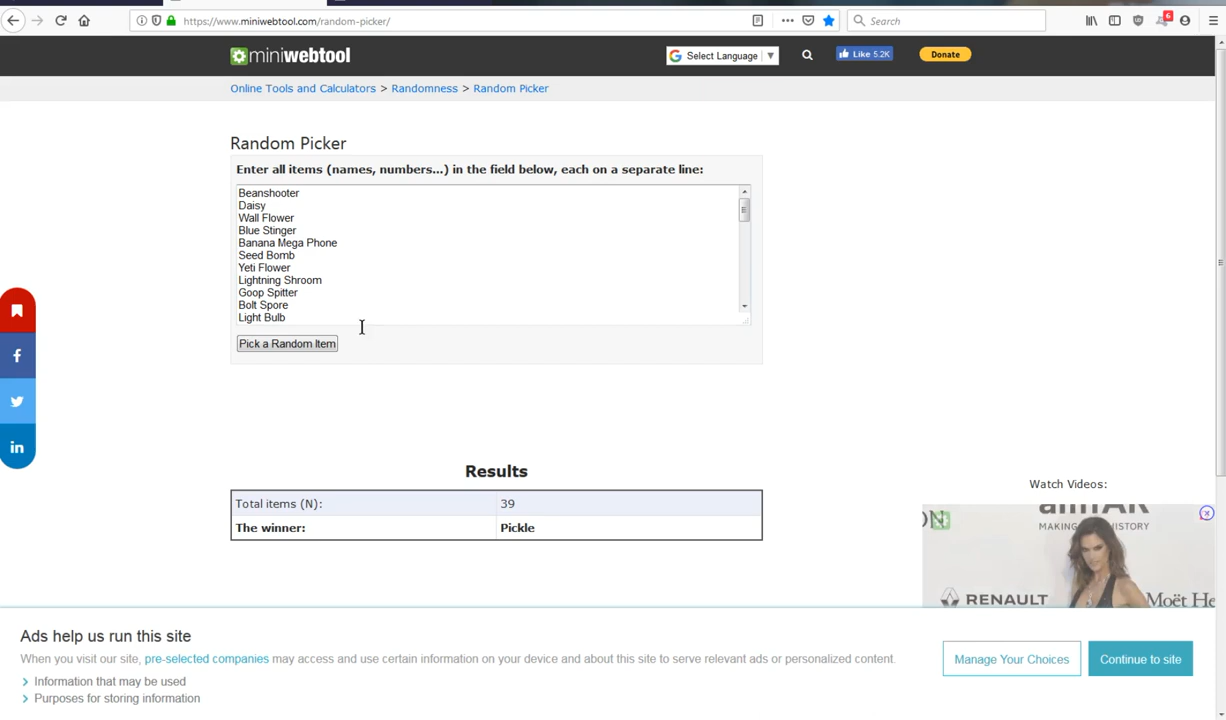 https://www.miniwebtool.com/random-picker/
Search
6
miniwebtool
Select Language
Like 5.2K
Donate
Online Tools and Calculators > Randomness > Random Picker
Random Picker
Enter all items (names, numbers...) in the field below, each on a separate line:
Beanshooter
Daisy
Wall Flower
Blue Stinger
Banana Mega Phone
Seed Bomb
Yeti Flower
Lightning Shroom
Goop Spitter
Bolt Spore
Light Bulb
Pick a Random Item
Results
Total items (N): 39
The winner: Pickle
Watch Videos:
MAKING HISTORY
RENAULT
Moët He
Ads help us run this site
When you visit our site, pre-selected companies may access and use certain information on your device and about this site to serve relevant ads or personalized content.
Information that may be used
Purposes for storing information
Manage Your Choices
Continue to site